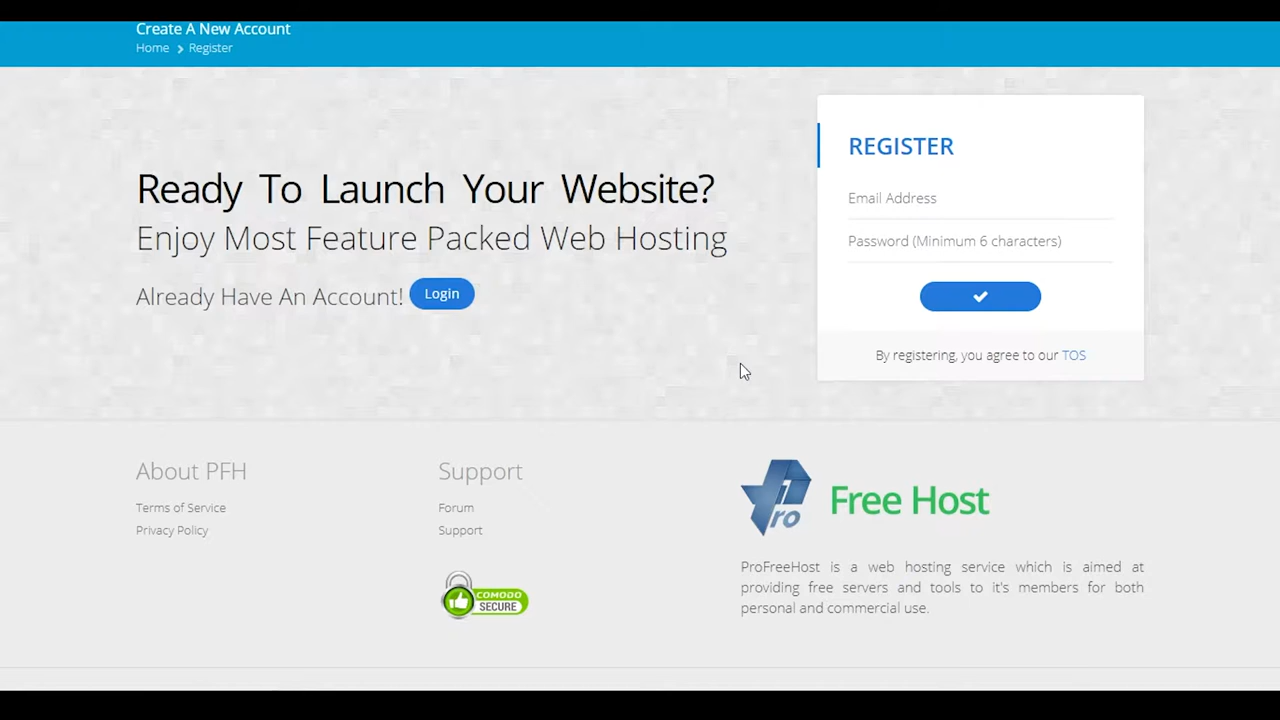 Create A New Account
Home > Register
Ready To Launch Your Website?
Enjoy Most Feature Packed Web Hosting
Already Have An Account! Login
REGISTER
Email Address
Password (Minimum 6 characters)
By registering, you agree to our TOS
About PFH
Terms of Service
Privacy Policy
Support
Forum
Support
COMODO
SECURE
Pro
Free Host
ProFreeHost is a web hosting service which is aimed at
providing free servers and tools to it's members for both
personal and commercial use.